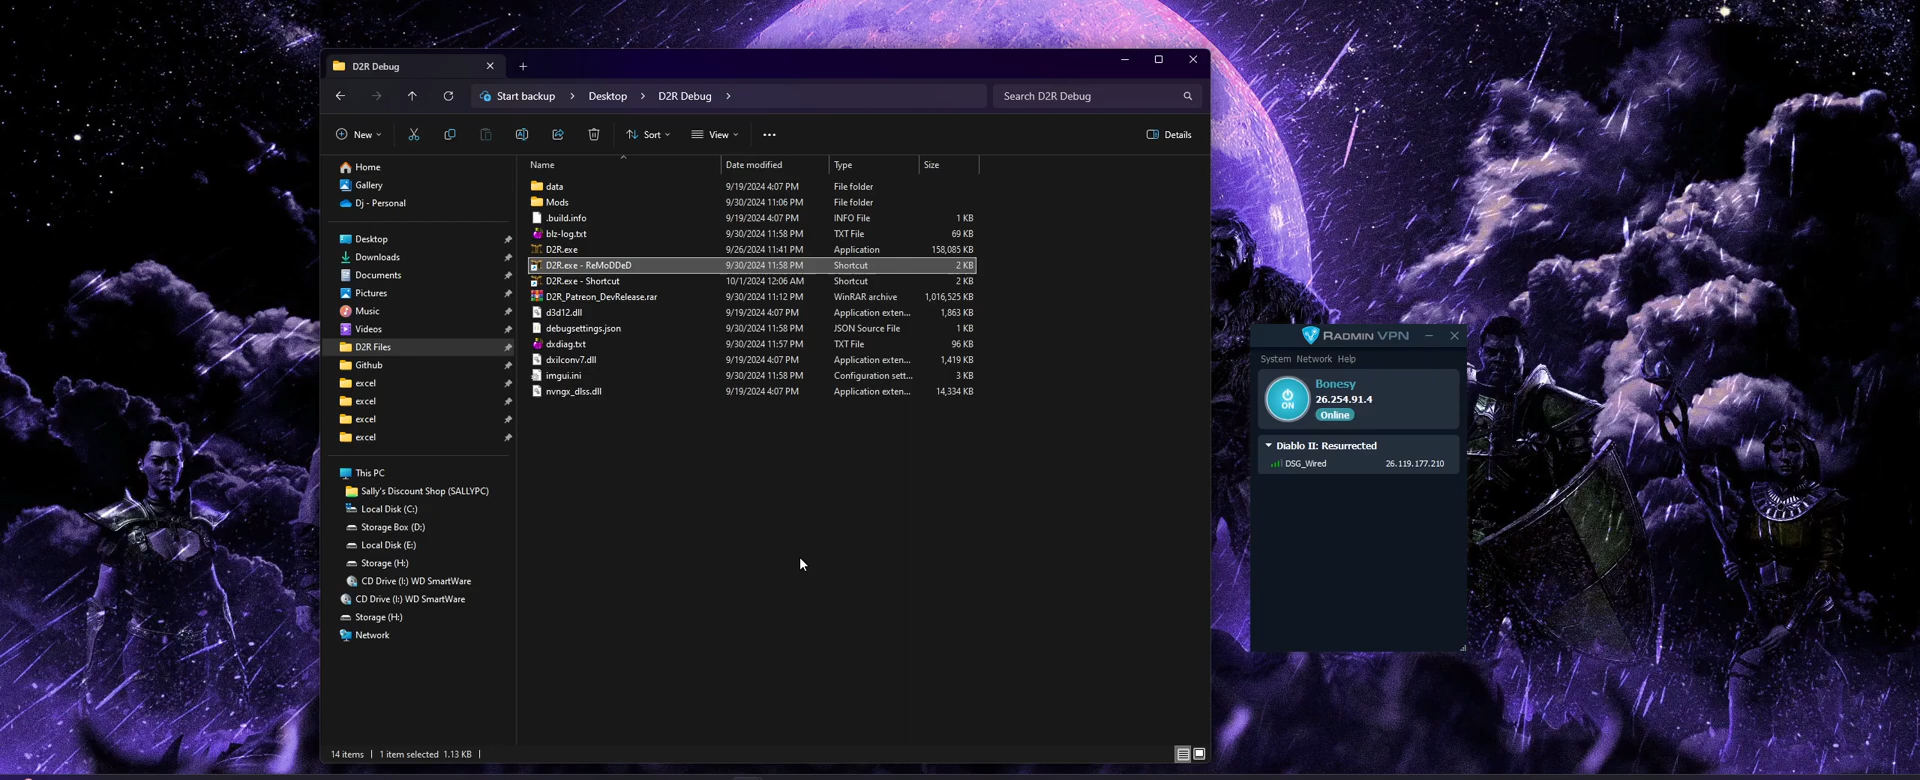 D2R Debug
Start backup > Desktop > D2R Debug >
Search D2R Debug
New
Sort
View
Details
Name Date modified Type Size
data 9/19/2024 4:07 PM File folder
Mods 9/30/2024 11:06 PM File folder
.build.info 9/19/2024 4:07 PM INFO File 1 KB
blz-log.txt 9/30/2024 11:58 PM TXT File 69 KB
D2R.exe 9/26/2024 11:41 PM Application 158,085 KB
D2R.exe - ReMoDDeD 9/30/2024 11:58 PM Shortcut 2 KB
D2R.exe - Shortcut 10/1/2024 12:06 AM Shortcut 2 KB
D2R_Patreon_DevRelease.rar 9/30/2024 11:12 PM WinRAR archive 1,016,525 KB
d3d12.dll 9/19/2024 4:07 PM Application exten... 1,863 KB
debugsettings.json 9/30/2024 11:58 PM JSON Source File 1 KB
dxdiag.txt 9/30/2024 11:57 PM TXT File 96 KB
dxilconv7.dll 9/19/2024 4:07 PM Application exten... 1,419 KB
imgui.ini 9/30/2024 11:58 PM Configuration sett... 3 KB
nvngx_dlss.dll 9/19/2024 4:07 PM Application exten... 14,334 KB
Home
Gallery
Dj - Personal
Desktop
Downloads
Documents
Pictures
Music
Videos
D2R Files
Github
excel
excel
excel
excel
This PC
Sally's Discount Shop (SALLYPC)
Local Disk (C:)
Storage Box (D:)
Local Disk (E:)
Storage (H:)
CD Drive (I:) WD SmartWare
CD Drive (I:) WD SmartWare
Storage (H:)
Network
14 items | 1 item selected 1.13 KB |
RADMIN VPN
System Network Help
ON
Bonesy
26.254.91.4
Online
Diablo II: Resurrected
DSG_Wired 26.119.177.210